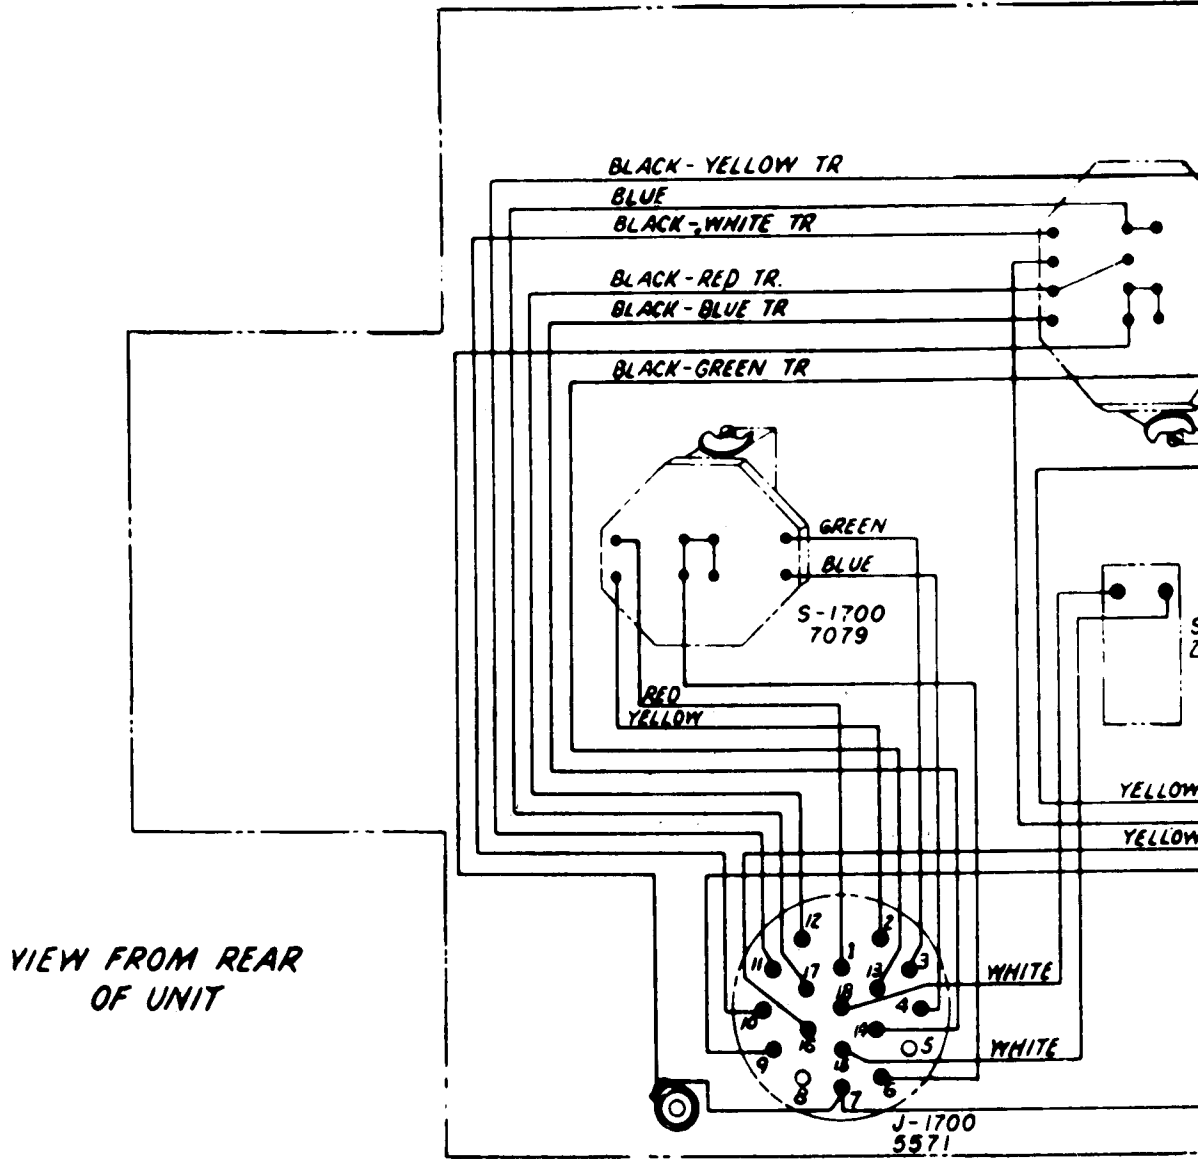 BLACK-YELLOW TR
BLUE
BLACK-WHITE TR
BLACK-RED TR.
BLACK-BLUE TR
BLACK-GREEN TR
GREEN
BLUE
S-1700
7079
RED
YELLOW
YELLOW
YELLOW
12
2
1
11
17
13
3
WHITE
18
4
10
16
14
5
9
15
WHITE
8
7
6
J-1700
5571
VIEW FROM REAR
OF UNIT